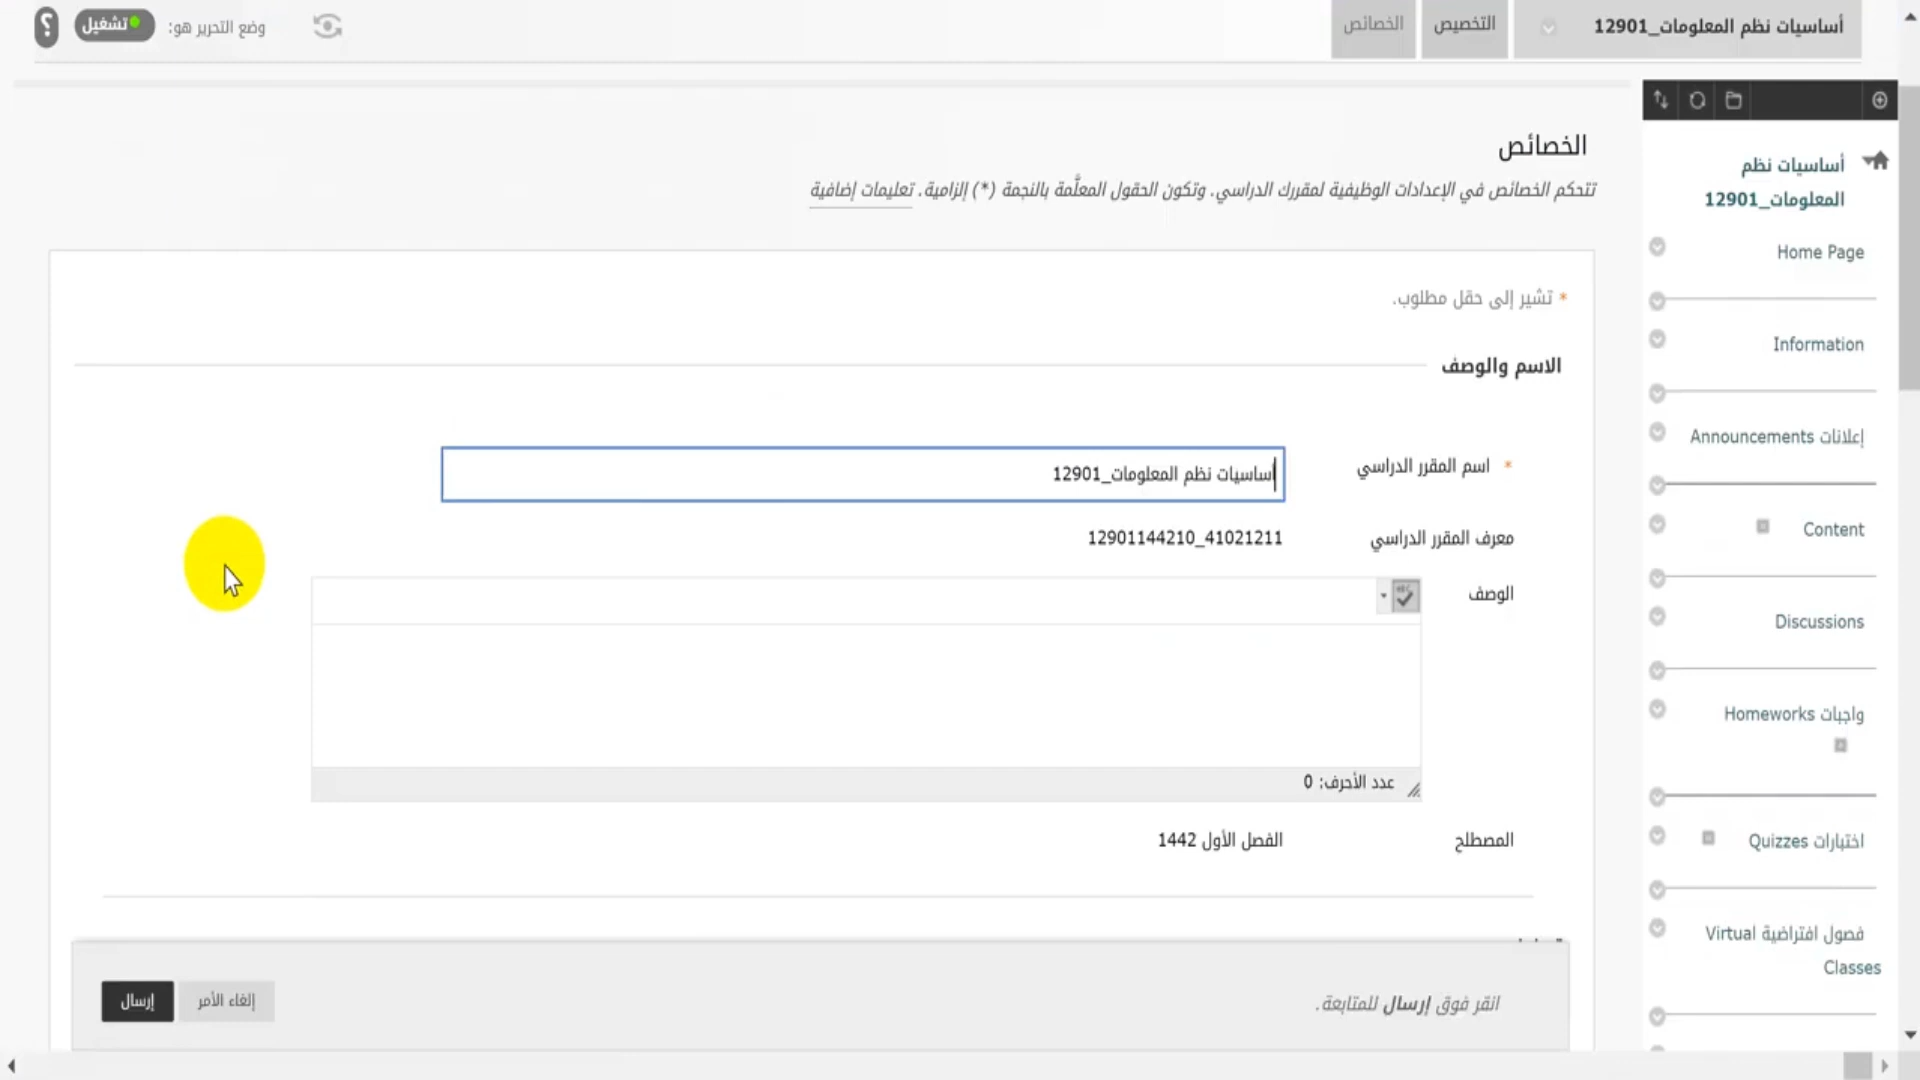 أساسيات نظم المعلومات_12901
التخصيص
الخصائص
وضع التحرير هو:
تشغيل
؟
الخصائص
تتحكم الخصائص في الإعدادات الوظيفية لمقررك الدراسي. وتكون الحقول المعلَّمة بالنجمة (*) إلزامية. تعليمات إضافية
* تشير إلى حقل مطلوب.
الاسم والوصف
* اسم المقرر الدراسي
أساسيات نظم المعلومات_12901
معرف المقرر الدراسي
12901144210_41021211
الوصف
عدد الأحرف: 0
المصطلح
الفصل الأول 1442
انقر فوق إرسال للمتابعة.
إلغاء الأمر
إرسال
أساسيات نظم
المعلومات_12901
Home Page
Information
إعلانات Announcements
Content
Discussions
واجبات Homeworks
اختبارات Quizzes
فصول افتراضية Virtual
Classes